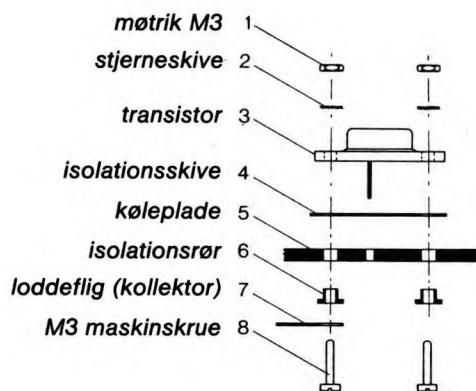 møtrik M3 1
stjerneskive 2
transistor 3
isolationsskive 4
køleplade 5
isolationsrør 6
loddeflig (kollektor) 7
M3 maskinskrue 8